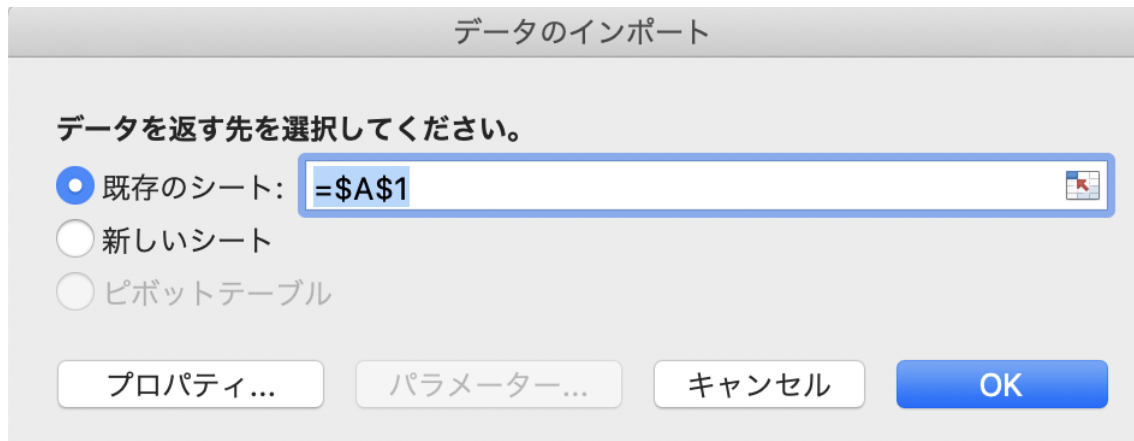 データのインポート
データを返す先を選択してください。
既存のシート: =$A$1
新しいシート
ピボットテーブル
プロパティ... パラメーター... キャンセル OK